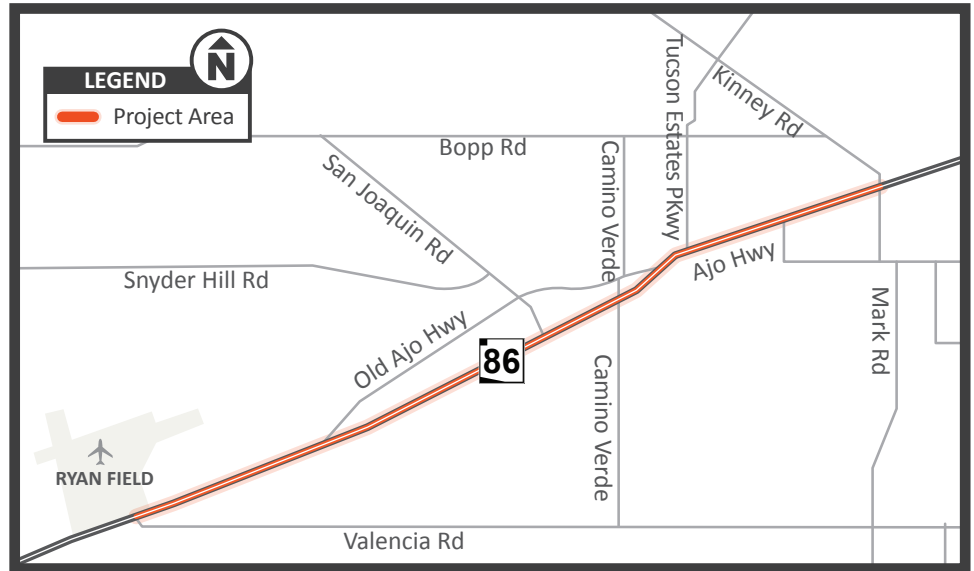 N
LEGEND
Project Area
Tucson Estates PKwy
Kinney Rd
Bopp Rd
San Joaquin Rd
Camino Verde
Snyder Hill Rd
Ajo Hwy
Old Ajo Hwy
86
Mark Rd
Camino Verde
RYAN FIELD
Valencia Rd